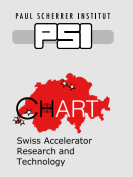 PAUL SCHERRER INSTITUT
PSI
CHART
Swiss Accelerator
Research and
Technology